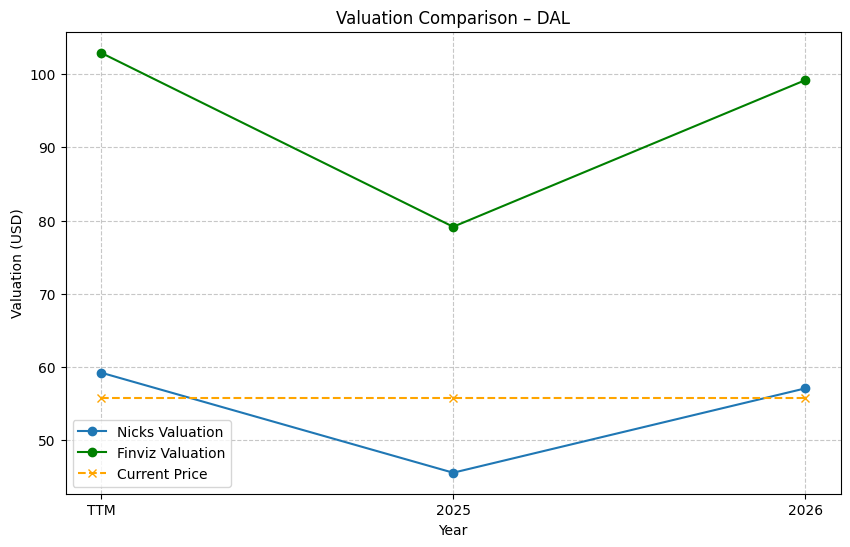 Valuation Comparison – DAL
Valuation (USD)
100
90
80
70
60
50
Nicks Valuation
Finviz Valuation
Current Price
TTM
2025
2026
Year